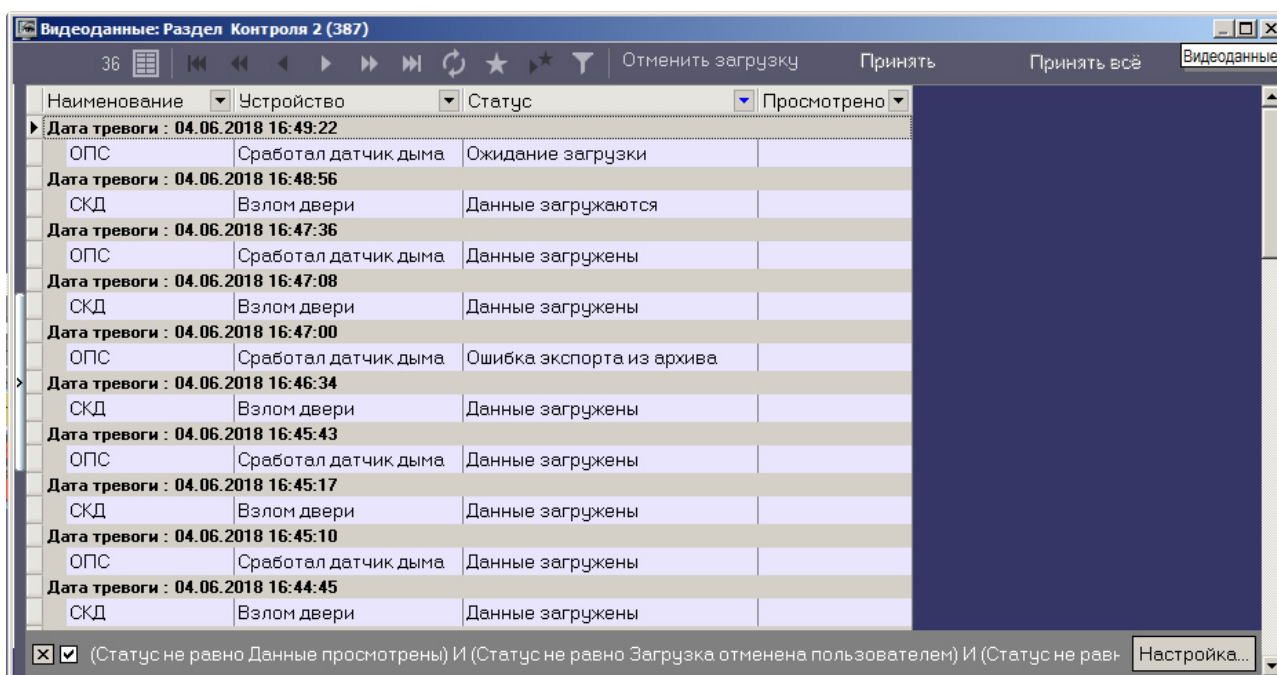 Видеоданные: Раздел Контроля 2 (387)
36 Отменить загрузку Принять Принять всё Видеоданные
Наименование Устройство Статус Просмотрено
Дата тревоги : 04.06.2018 16:49:22
ОПС Сработал датчик дыма Ожидание загрузки
Дата тревоги : 04.06.2018 16:48:56
СКД Взлом двери Данные загружаются
Дата тревоги : 04.06.2018 16:47:36
ОПС Сработал датчик дыма Данные загружены
Дата тревоги : 04.06.2018 16:47:08
СКД Взлом двери Данные загружены
Дата тревоги : 04.06.2018 16:47:00
ОПС Сработал датчик дыма Ошибка экспорта из архива
Дата тревоги : 04.06.2018 16:46:34
СКД Взлом двери Данные загружены
Дата тревоги : 04.06.2018 16:45:43
ОПС Сработал датчик дыма Данные загружены
Дата тревоги : 04.06.2018 16:45:17
СКД Взлом двери Данные загружены
Дата тревоги : 04.06.2018 16:45:10
ОПС Сработал датчик дыма Данные загружены
Дата тревоги : 04.06.2018 16:44:45
СКД Взлом двери Данные загружены
(Статус не равно Данные просмотрены) И (Статус не равно Загрузка отменена пользователем) И (Статус не равн Настройка...